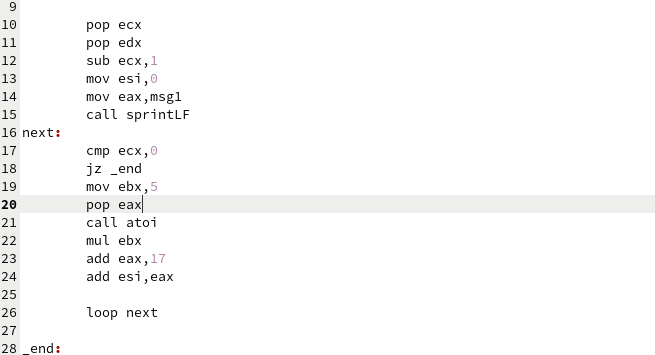 9
10 pop ecx
11 pop edx
12 sub ecx,1
13 mov esi,0
14 mov eax,msg1
15 call sprintLF
16 next:
17 cmp ecx,0
18 jz _end
19 mov ebx,5
20 pop eax
21 call atoi
22 mul ebx
23 add eax,17
24 add esi,eax
25
26 loop next
27
28 _end: